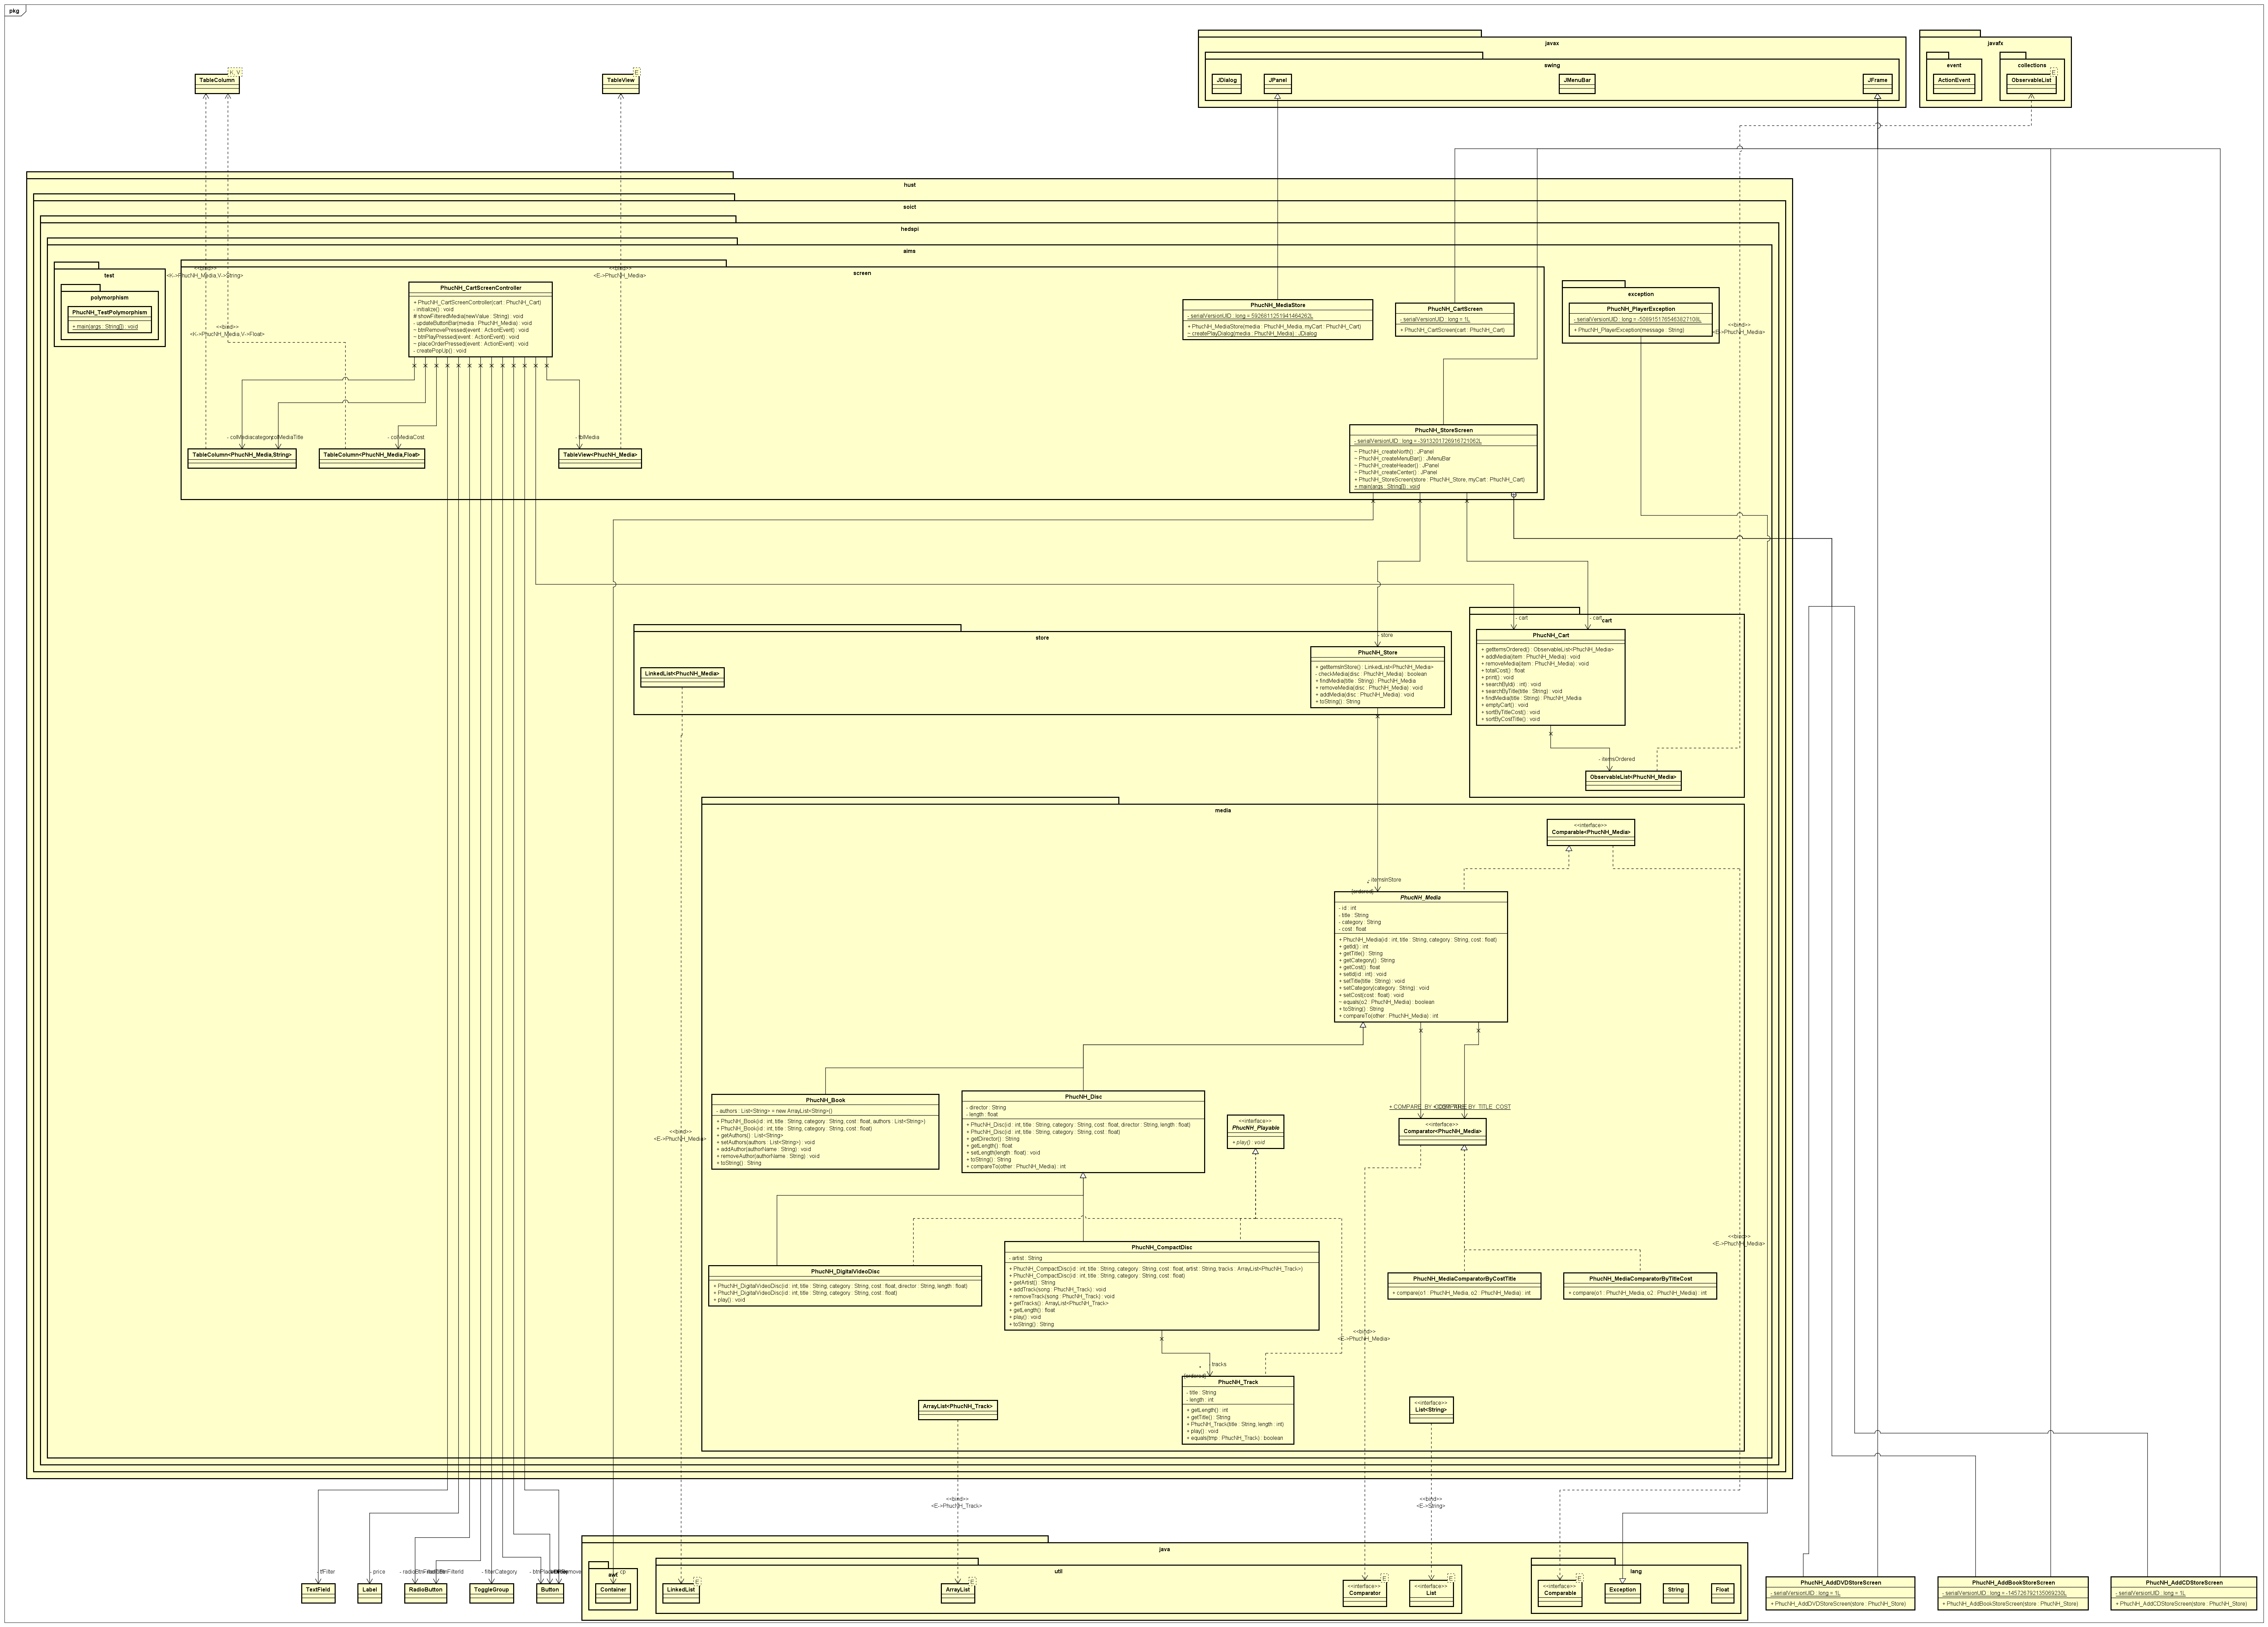 pkg
javax
swing
JDialog
JPanel
JMenuBar
JFrame
javafx
event
ActionEvent
collections
ObservableList
E
TableColumn
K, V
TableView
E
hust
soict
hedspi
aims
test
polymorphism
PhucNH_TestPolymorphism
+ main(args : String[]) : void
screen
<<bind>>
<K->PhucNH_Media,V->String>
<<bind>>
<K->PhucNH_Media,V->Float>
<<bind>>
<E->PhucNH_Media>
PhucNH_CartScreenController
+ PhucNH_CartScreenController(cart : PhucNH_Cart)
- initialize() : void
# showFilteredMedia(newValue : String) : void
- updateButtonBar(media : PhucNH_Media) : void
~ btnRemovePressed(event : ActionEvent) : void
~ btnPlayPressed(event : ActionEvent) : void
~ placeOrderPressed(event : ActionEvent) : void
- createPopUp() : void
PhucNH_MediaStore
- serialVersionUID : long = 5926811251941464262L
+ PhucNH_MediaStore(media : PhucNH_Media, myCart : PhucNH_Cart)
~ createPlayDialog(media : PhucNH_Media) : JDialog
PhucNH_CartScreen
- serialVersionUID : long = 1L
+ PhucNH_CartScreen(cart : PhucNH_Cart)
exception
PhucNH_PlayerException
- serialVersionUID : long = -5089151765463827108L
+ PhucNH_PlayerException(message : String)
<<bind>>
<E->PhucNH_Media>
- colMediacategory
colMediaTitle
- colMediaCost
- tblMedia
TableColumn<PhucNH_Media,String>
TableColumn<PhucNH_Media,Float>
TableView<PhucNH_Media>
PhucNH_StoreScreen
- serialVersionUID : long = -3913201726916721062L
~ PhucNH_createNorth() : JPanel
~ PhucNH_createMenuBar() : JMenuBar
~ PhucNH_createHeader() : JPanel
~ PhucNH_createCenter() : JPanel
+ PhucNH_StoreScreen(store : PhucNH_Store, myCart : PhucNH_Cart)
+ main(args : String[]) : void
store
LinkedList<PhucNH_Media>
- store
PhucNH_Store
+ getItemsInStore() : LinkedList<PhucNH_Media>
- checkMedia(disc : PhucNH_Media) : boolean
+ findMedia(title : String) : PhucNH_Media
+ removeMedia(disc : PhucNH_Media) : void
+ addMedia(disc : PhucNH_Media) : void
+ toString() : String
cart
- cart
- cart
PhucNH_Cart
+ getItemsOrdered() : ObservableList<PhucNH_Media>
+ addMedia(item : PhucNH_Media) : void
+ removeMedia(item : PhucNH_Media) : void
+ totalCost() : float
+ print() : void
+ searchById(i : int) : void
+ searchByTitle(title : String) : void
+ findMedia(title : String) : PhucNH_Media
+ emptyCart() : void
+ sortByTitleCost() : void
+ sortByCostTitle() : void
- itemsOrdered
ObservableList<PhucNH_Media>
media
<<interface>>
Comparable<PhucNH_Media>
- itemsInStore
*
{ordered}
PhucNH_Media
- id : int
- title : String
- category : String
- cost : float
+ PhucNH_Media(id : int, title : String, category : String, cost : float)
+ getId() : int
+ getTitle() : String
+ getCategory() : String
+ getCost() : float
+ setId(id : int) : void
+ setTitle(title : String) : void
+ setCategory(category : String) : void
+ setCost(cost : float) : void
~ equals(o2 : PhucNH_Media) : boolean
+ toString() : String
+ compareTo(other : PhucNH_Media) : int
PhucNH_Book
- authors : List<String> = new ArrayList<String>()
+ PhucNH_Book(id : int, title : String, category : String, cost : float, authors : List<String>)
+ PhucNH_Book(id : int, title : String, category : String, cost : float)
+ getAuthors() : List<String>
+ setAuthors(authors : List<String>) : void
+ addAuthor(authorName : String) : void
+ removeAuthor(authorName : String) : void
+ toString() : String
PhucNH_Disc
- director : String
- length : float
+ PhucNH_Disc(id : int, title : String, category : String, cost : float, director : String, length : float)
+ PhucNH_Disc(id : int, title : String, category : String, cost : float)
+ getDirector() : String
+ getLength() : float
+ setLength(length : float) : void
+ toString() : String
+ compareTo(other : PhucNH_Media) : int
<<interface>>
PhucNH_Playable
+ play() : void
COMPARE_BY_TITLE_COST
<<interface>>
Comparator<PhucNH_Media>
<<bind>>
<E->PhucNH_Media>
PhucNH_DigitalVideoDisc
+ PhucNH_DigitalVideoDisc(id : int, title : String, category : String, cost : float, director : String, length : float)
+ PhucNH_DigitalVideoDisc(id : int, title : String, category : String, cost : float)
+ play() : void
PhucNH_CompactDisc
- artist : String
+ PhucNH_CompactDisc(id : int, title : String, category : String, cost : float, artist : String, tracks : ArrayList<PhucNH_Track>)
+ PhucNH_CompactDisc(id : int, title : String, category : String, cost : float)
+ getArtist() : String
+ addTrack(song : PhucNH_Track) : void
+ removeTrack(song : PhucNH_Track) : void
+ getTracks() : ArrayList<PhucNH_Track>
+ getLength() : float
+ play() : void
+ toString() : String
PhucNH_MediaComparatorByCostTitle
+ compare(o1 : PhucNH_Media, o2 : PhucNH_Media) : int
PhucNH_MediaComparatorByTitleCost
+ compare(o1 : PhucNH_Media, o2 : PhucNH_Media) : int
<<bind>>
<E->PhucNH_Media>
<<bind>>
<E->PhucNH_Media>
- tracks
*
{ordered}
PhucNH_Track
- title : String
- length : int
+ getLength() : int
+ getTitle() : String
+ PhucNH_Track(title : String, length : int)
+ play() : void
+ equals(tmp : PhucNH_Track) : boolean
ArrayList<PhucNH_Track>
<<interface>>
List<String>
<<bind>>
<E->PhucNH_Track>
<<bind>>
<E->String>
- tfFilter
- price
- filterCategory
TextField
Label
RadioButton
ToggleGroup
Button
java
awt
cp
Container
util
LinkedList
E
ArrayList
E
<<interface>>
Comparator
E
<<interface>>
List
E
lang
<<interface>>
Comparable
E
Exception
String
Float
PhucNH_AddDVDStoreScreen
- serialVersionUID : long = 1L
+ PhucNH_AddDVDStoreScreen(store : PhucNH_Store)
PhucNH_AddBookStoreScreen
- serialVersionUID : long = -1457267921350692​30L
+ PhucNH_AddBookStoreScreen(store : PhucNH_Store)
PhucNH_AddCDStoreScreen
- serialVersionUID : long = 1L
+ PhucNH_AddCDStoreScreen(store : PhucNH_Store)